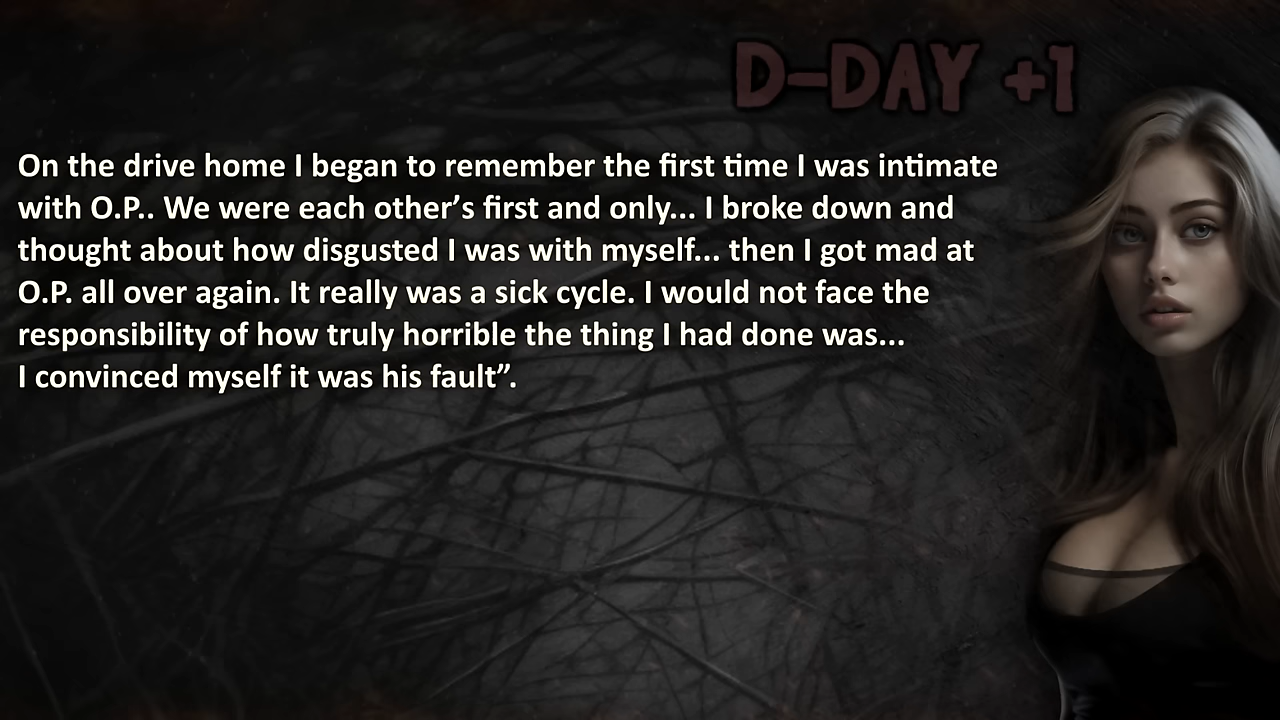 D-DAY +1
On the drive home I began to remember the first time I was intimate
with O.P.. We were each other’s first and only... I broke down and
thought about how disgusted I was with myself... then I got mad at
O.P. all over again. It really was a sick cycle. I would not face the
responsibility of how truly horrible the thing I had done was...
I convinced myself it was his fault”.